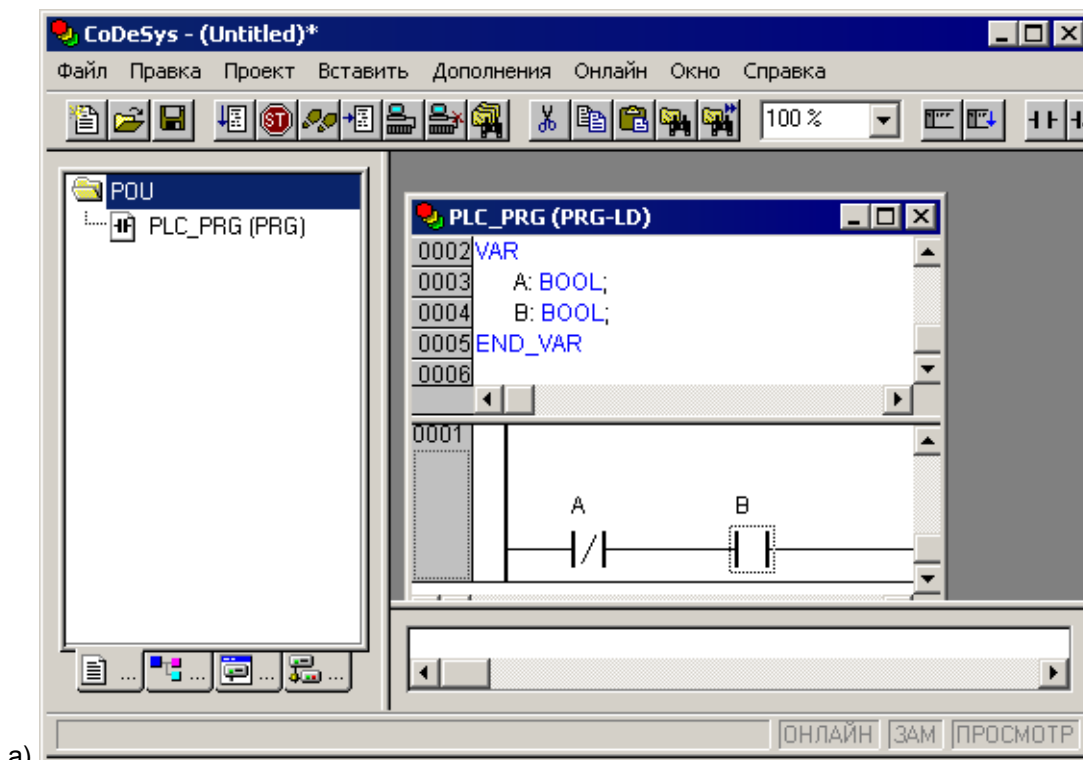 CoDeSys - (Untitled)*
Файл Правка Проект Вставить Дополнения Онлайн Окно Справка
ST
100 %
POU
PLC_PRG (PRG)
PLC_PRG (PRG-LD)
0002 VAR
0003 A: BOOL;
0004 B: BOOL;
0005 END_VAR
0006
0001
A B
... ... ... ...
ОНЛАЙН ЗАМ ПРОСМОТР
а)